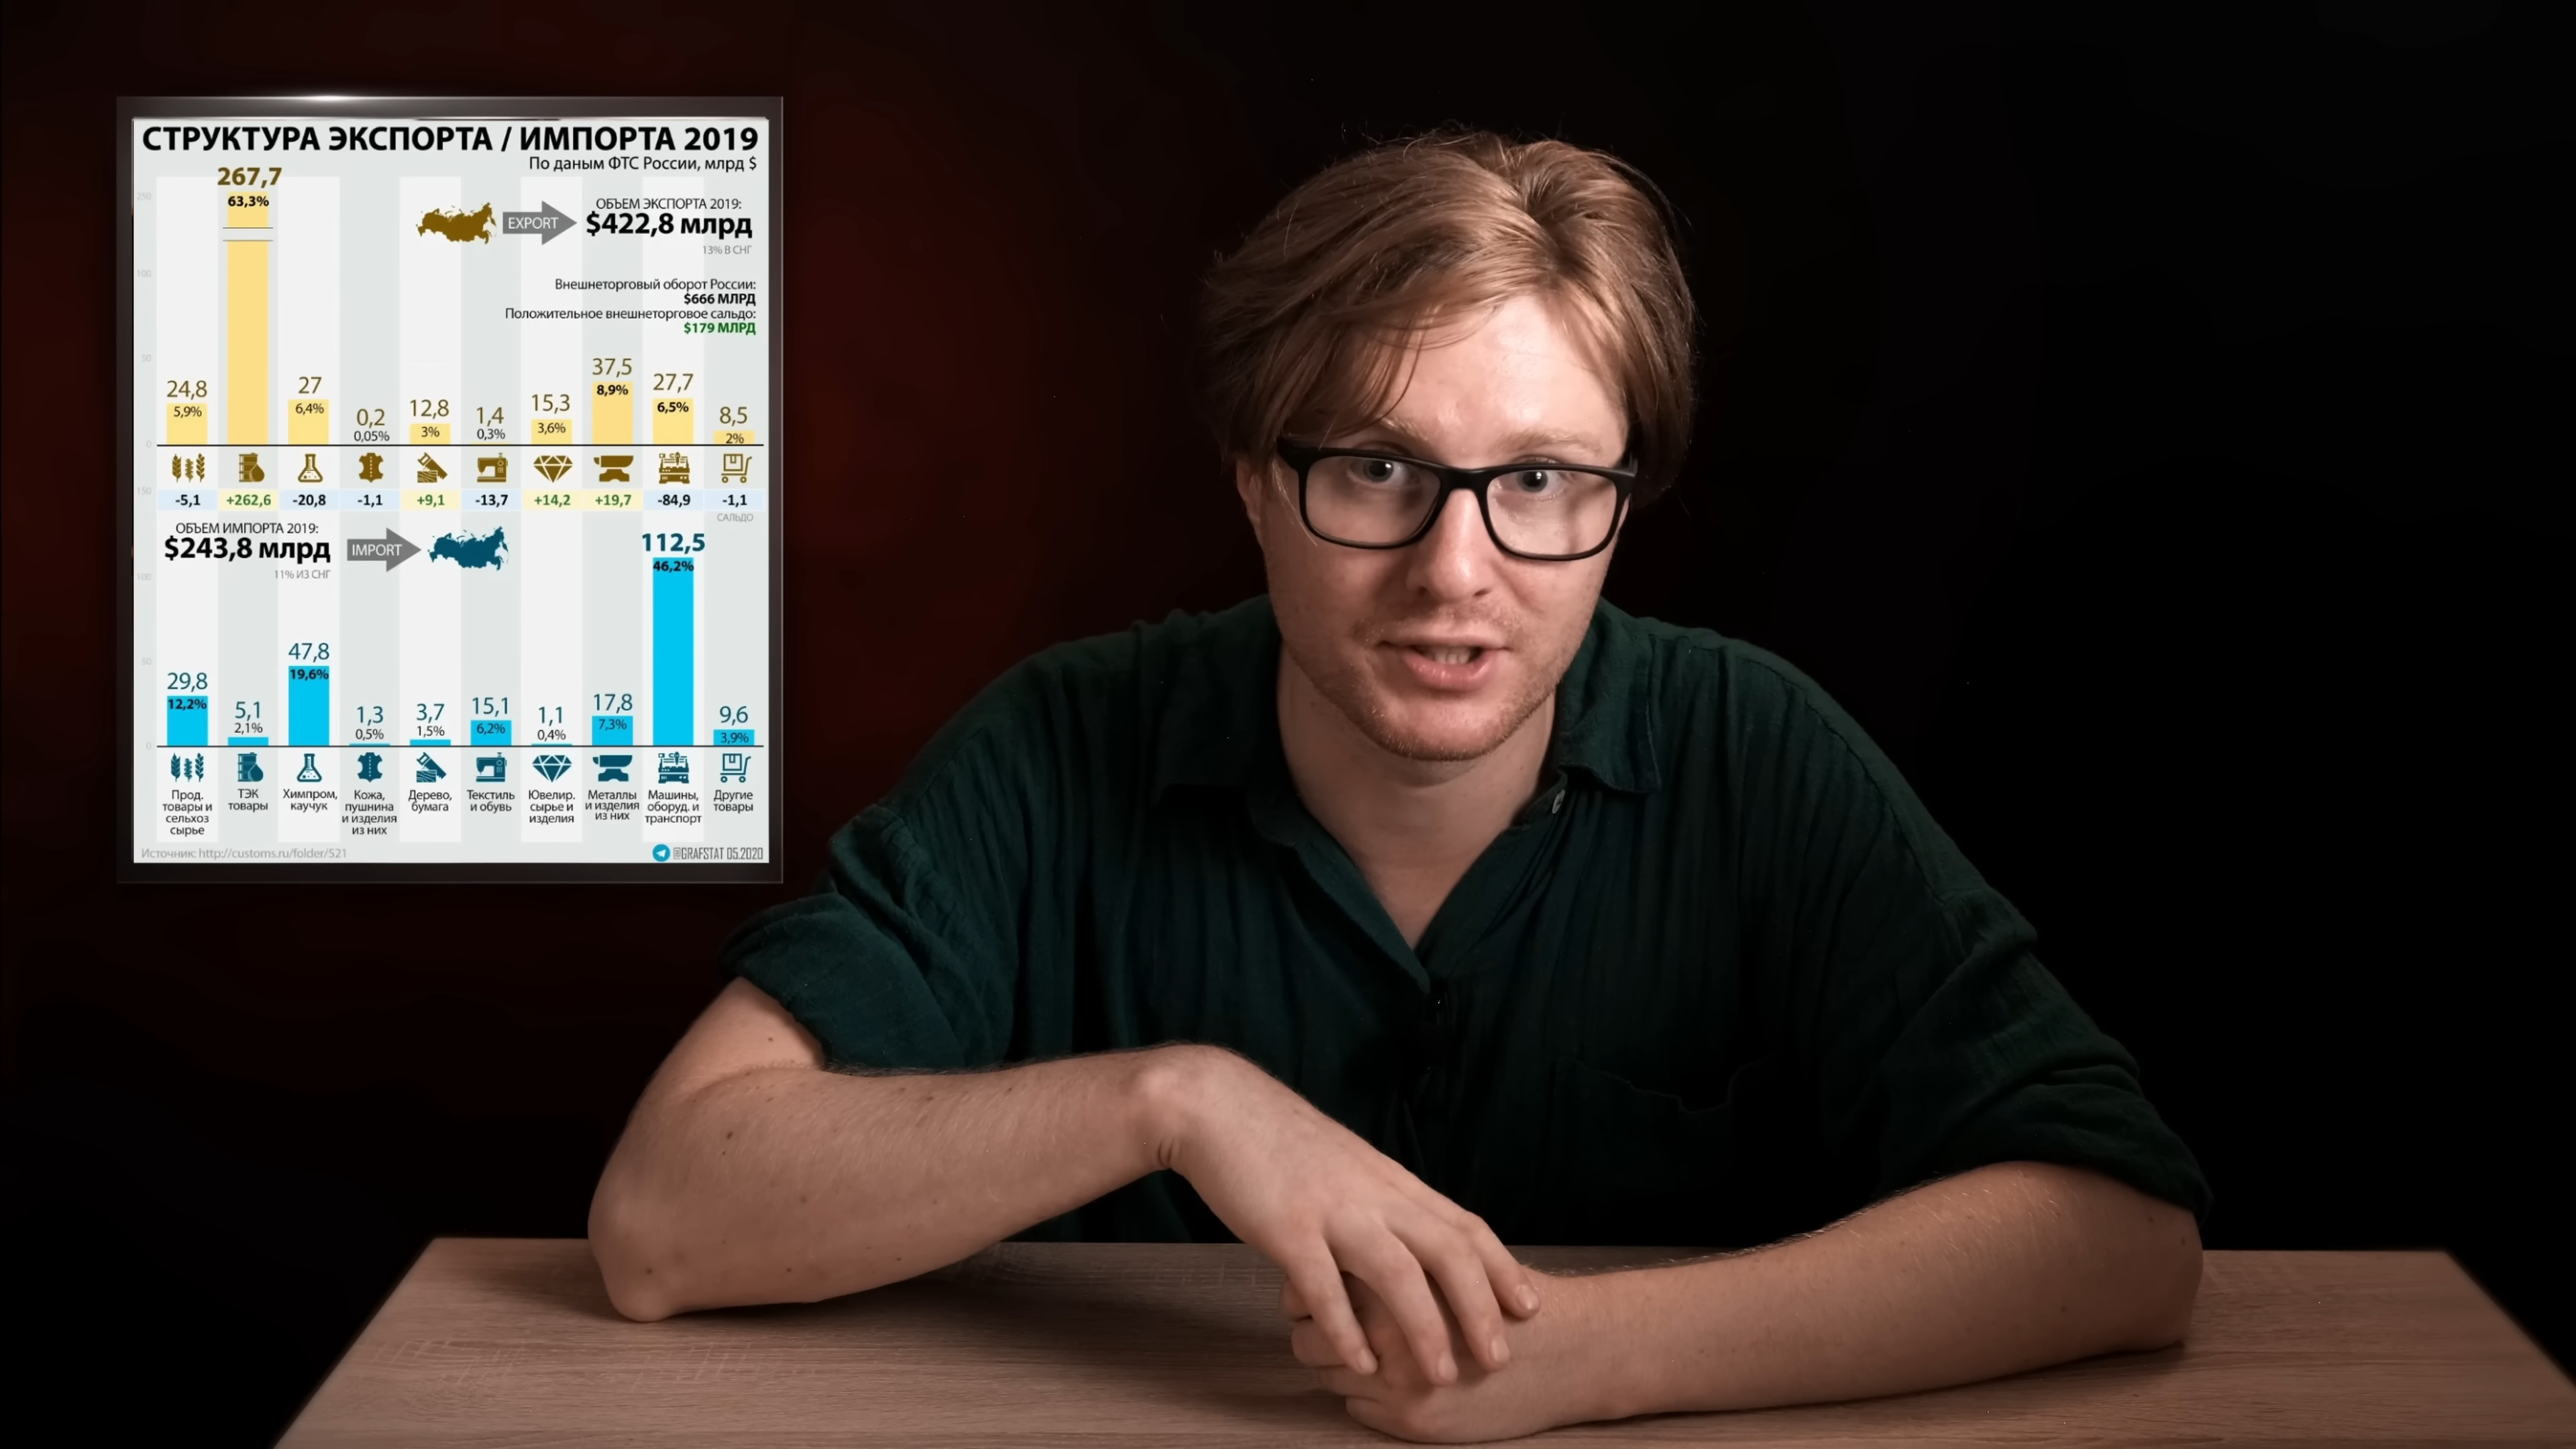 СТРУКТУРА ЭКСПОРТА / ИМПОРТА 2019
По даным ФТС России, млрд $
267,7
63,3%
250
EXPORT
ОБЪЕМ ЭКСПОРТА 2019:
$422,8 млрд
13% В СНГ
100
Внешнеторговый оборот России:
$666 МЛРД
Положительное внешнеторговое сальдо:
$179 МЛРД
50
24,8 27 0,2 12,8 1,4 15,3 37,5 27,7 8,5
5,9% 6,4% 0,05% 3% 0,3% 3,6% 8,9% 6,5% 2%
0
150
-5,1 +262,6 -20,8 -1,1 +9,1 -13,7 +14,2 +19,7 -84,9 -1,1
САЛЬДО
ОБЪЕМ ИМПОРТА 2019:
$243,8 млрд
11% ИЗ СНГ
IMPORT
112,5
46,2%
100
50
29,8 5,1 47,8 1,3 3,7 15,1 1,1 17,8 9,6
12,2% 2,1% 19,6% 0,5% 1,5% 6,2% 0,4% 7,3% 3,9%
0
Прод.
товары и
сельхоз
сырье
ТЭК
товары
Химпром,
каучук
Кожа,
пушнина
и изделия
из них
Дерево,
бумага
Текстиль
и обувь
Ювелир.
сырье и
изделия
Металлы
и изделия
из них
Машины,
оборуд. и
транспорт
Другие
товары
Источник: http://customs.ru/folder/521
@GRAFSTAT 05.2020